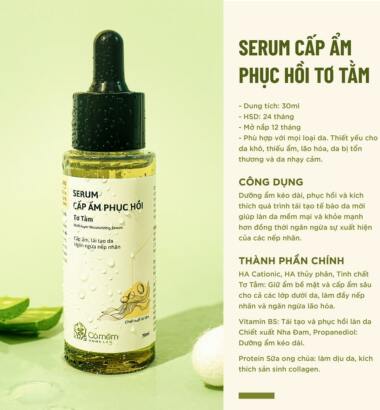 SERUM CẤP ẨM
PHỤC HỒI TƠ TẰM
- Dung tích: 30ml
- HSD: 24 tháng
- Mở nắp 12 tháng
- Phù hợp với mọi loại da. Thiết yếu cho
da khô, thiếu ẩm, lão hóa, da bị tổn
thương và da nhạy cảm.
CÔNG DỤNG
Dưỡng ẩm kéo dài, phục hồi và kích
thích quá trình tái tạo tế bào da mới
giúp làn da mềm mại và khỏe mạnh
hơn đồng thời ngăn ngừa sự xuất hiện
của các nếp nhăn.
THÀNH PHẦN CHÍNH
HA Cationic, HA thủy phân, Tinh chất
Tơ Tằm: Giữ ẩm bề mặt và cấp ẩm sâu
cho cả các lớp dưới da, làm đầy nếp
nhăn và ngăn ngừa lão hóa.
Vitamin B5: Tái tạo và phục hồi làn da
Chiết xuất Nha Đam, Propanediol:
Dưỡng ẩm kéo dài.
Protein Sữa ong chúa: làm dịu da, kích
thích sản sinh collagen.
SERUM
CẤP ẨM PHỤC HỒI
Tơ Tằm
Cấp ẩm, tái tạo da
Ngăn ngừa nếp nhăn
Cỏ mềm